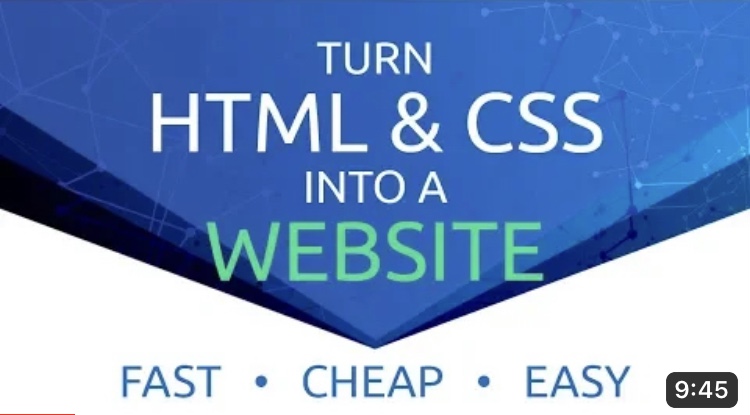 TURN
HTML & CSS
INTO A
WEBSITE
FAST • CHEAP • EASY
9:45